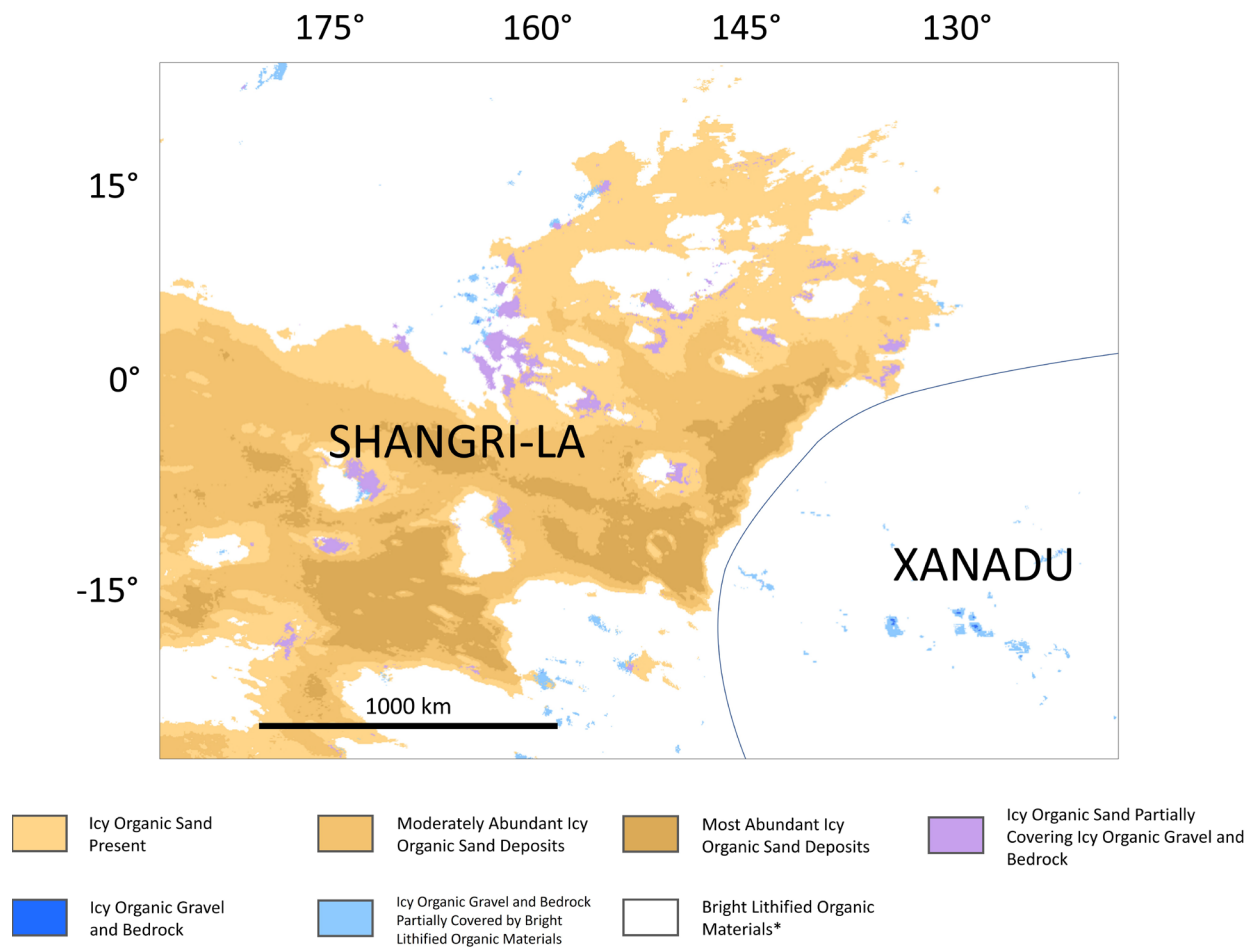 175° 160° 145° 130°
15°
0°
SHANGRI-LA
XANADU
-15°
1000 km
Icy Organic Sand
Present
Moderately Abundant Icy
Organic Sand Deposits
Most Abundant Icy
Organic Sand Deposits
Icy Organic Sand Partially
Covering Icy Organic Gravel and
Bedrock
Icy Organic Gravel
and Bedrock
Icy Organic Gravel and Bedrock
Partially Covered by Bright
Lithified Organic Materials
Bright Lithified Organic
Materials*